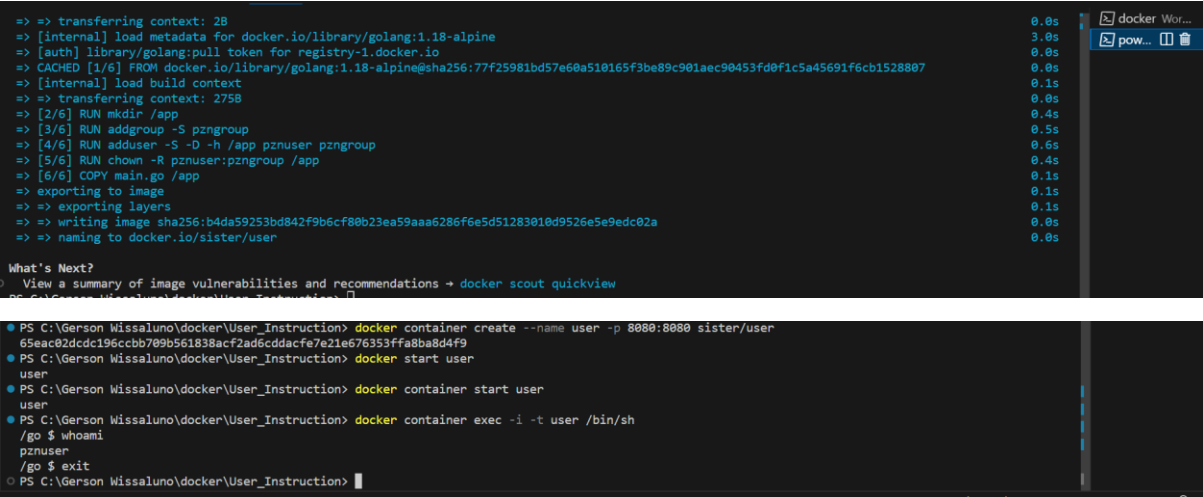 => => transferring context: 2B 0.0s
=> [internal] load metadata for docker.io/library/golang:1.18-alpine 3.0s
=> [auth] library/golang:pull token for registry-1.docker.io 0.0s
=> CACHED [1/6] FROM docker.io/library/golang:1.18-alpine@sha256:77f25981bd57e60a510165f3be89c901aec90453fd0f1c5a45691f6cb1528807 0.0s
=> [internal] load build context 0.1s
=> => transferring context: 275B 0.0s
=> [2/6] RUN mkdir /app 0.4s
=> [3/6] RUN addgroup -S pzngroup 0.5s
=> [4/6] RUN adduser -S -D -h /app pznuser pzngroup 0.6s
=> [5/6] RUN chown -R pznuser:pzngroup /app 0.4s
=> [6/6] COPY main.go /app 0.1s
=> exporting to image 0.1s
=> => exporting layers 0.1s
=> => writing image sha256:b4da59253bd842f9b6cf80b23ea59aaa6286f6e5d51283010d9526e5e9edc02a 0.0s
=> => naming to docker.io/sister/user 0.0s
What's Next?
View a summary of image vulnerabilities and recommendations → docker scout quickview
PS C:\Gerson Wissaluno\docker\User_Instruction>
docker Wor...
pow...
PS C:\Gerson Wissaluno\docker\User_Instruction> docker container create --name user -p 8080:8080 sister/user
65eac02dcdc196ccbb709b561838acf2ad6cddacfe7e21e676353ffa8ba8d4f9
PS C:\Gerson Wissaluno\docker\User_Instruction> docker start user
user
PS C:\Gerson Wissaluno\docker\User_Instruction> docker container start user
user
PS C:\Gerson Wissaluno\docker\User_Instruction> docker container exec -i -t user /bin/sh
/go $ whoami
pznuser
/go $ exit
PS C:\Gerson Wissaluno\docker\User_Instruction>